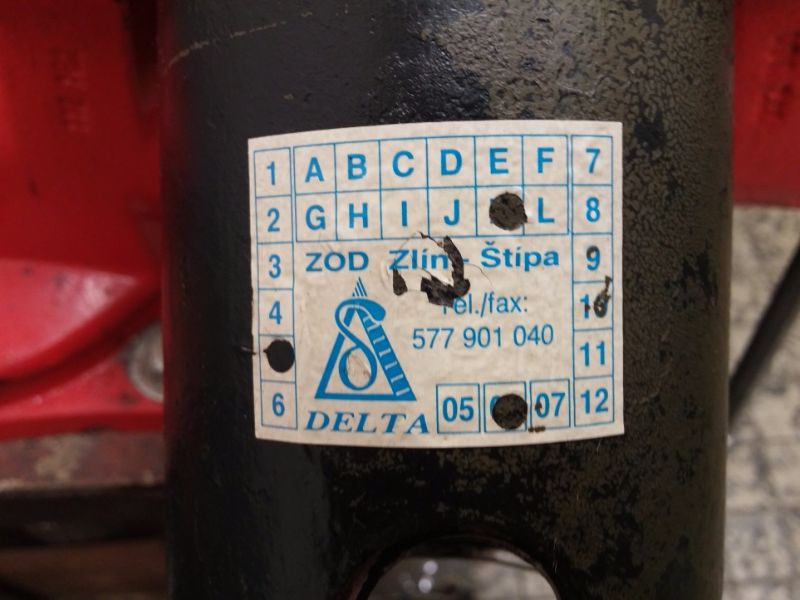 1 A B C D E F 7
2 G H I J L 8
3 ZOD Zlín - Štípa 9
4 Tel./fax: 10
577 901 040 11
6 DELTA 05 07 12